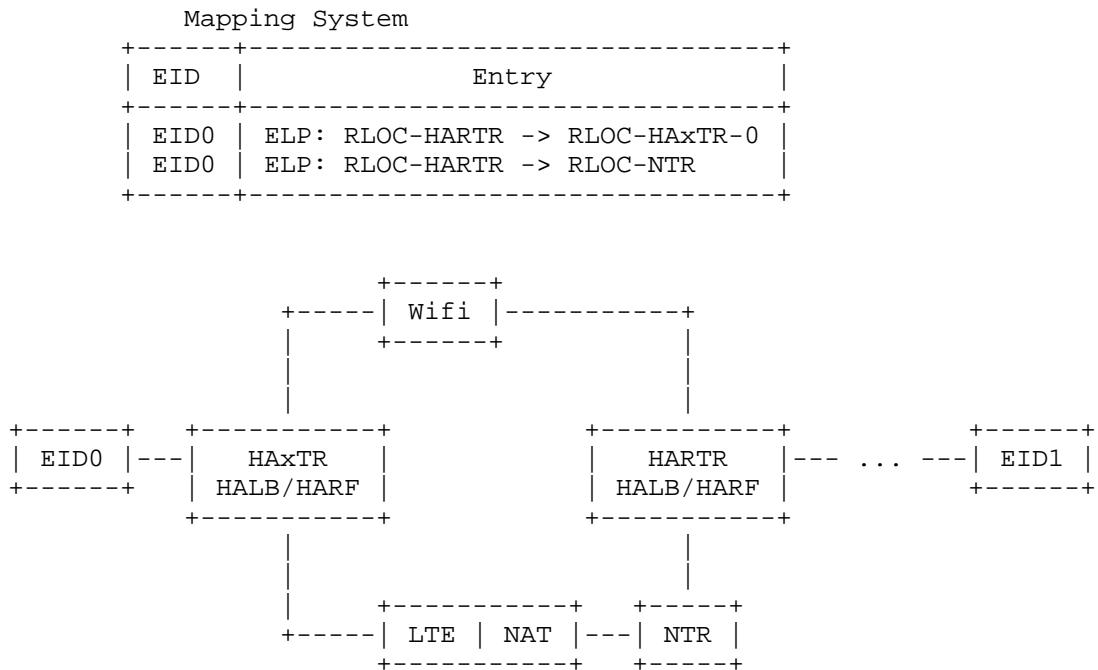 Mapping System
EID Entry
EID0 ELP: RLOC-HARTR -> RLOC-HAxTR-0
EID0 ELP: RLOC-HARTR -> RLOC-NTR
Wifi
EID0 HAxTR HARTR ... EID1
HALB/HARF HALB/HARF
LTE NAT NTR